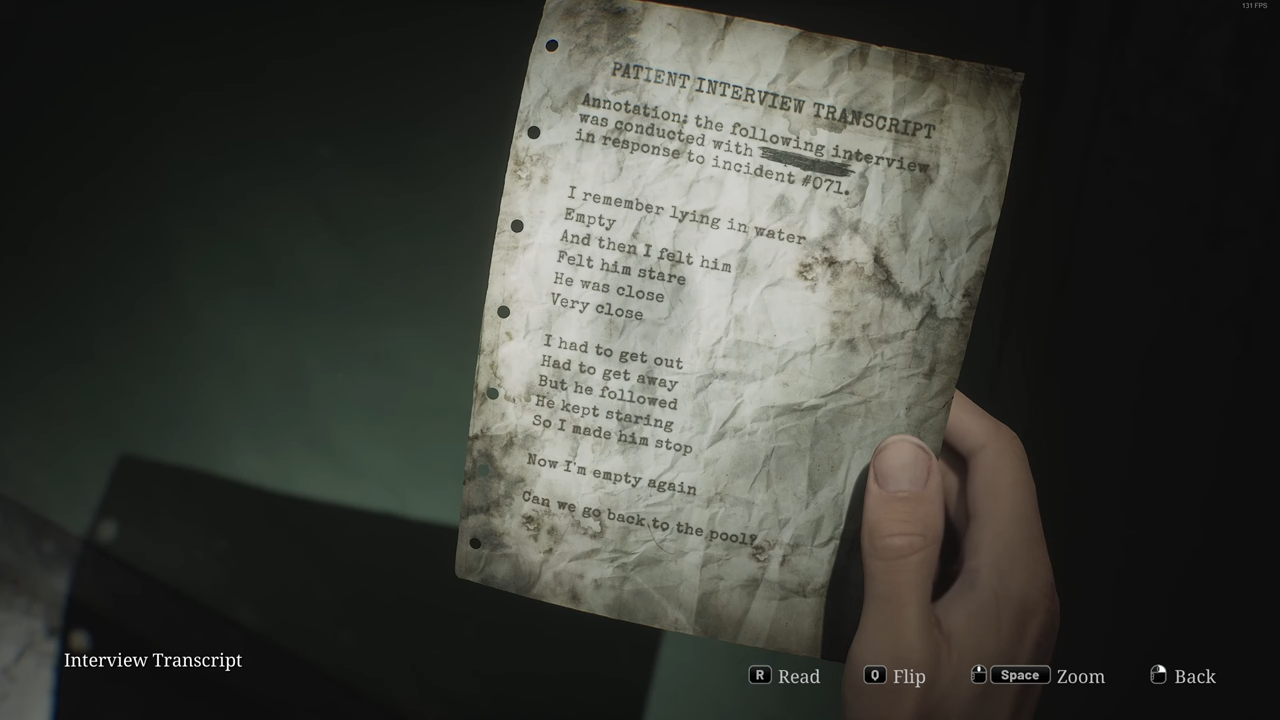 131 FPS
PATIENT INTERVIEW TRANSCRIPT
Annotation: the following interview
was conducted with
in response to incident #071.
I remember lying in water
Empty
And then I felt him
Felt him stare
He was close
Very close
I had to get out
Had to get away
But he followed
He kept staring
So I made him stop
Now I'm empty again
Can we go back to the pool?
Interview Transcript
R Read
Q Flip
Space Zoom
Back